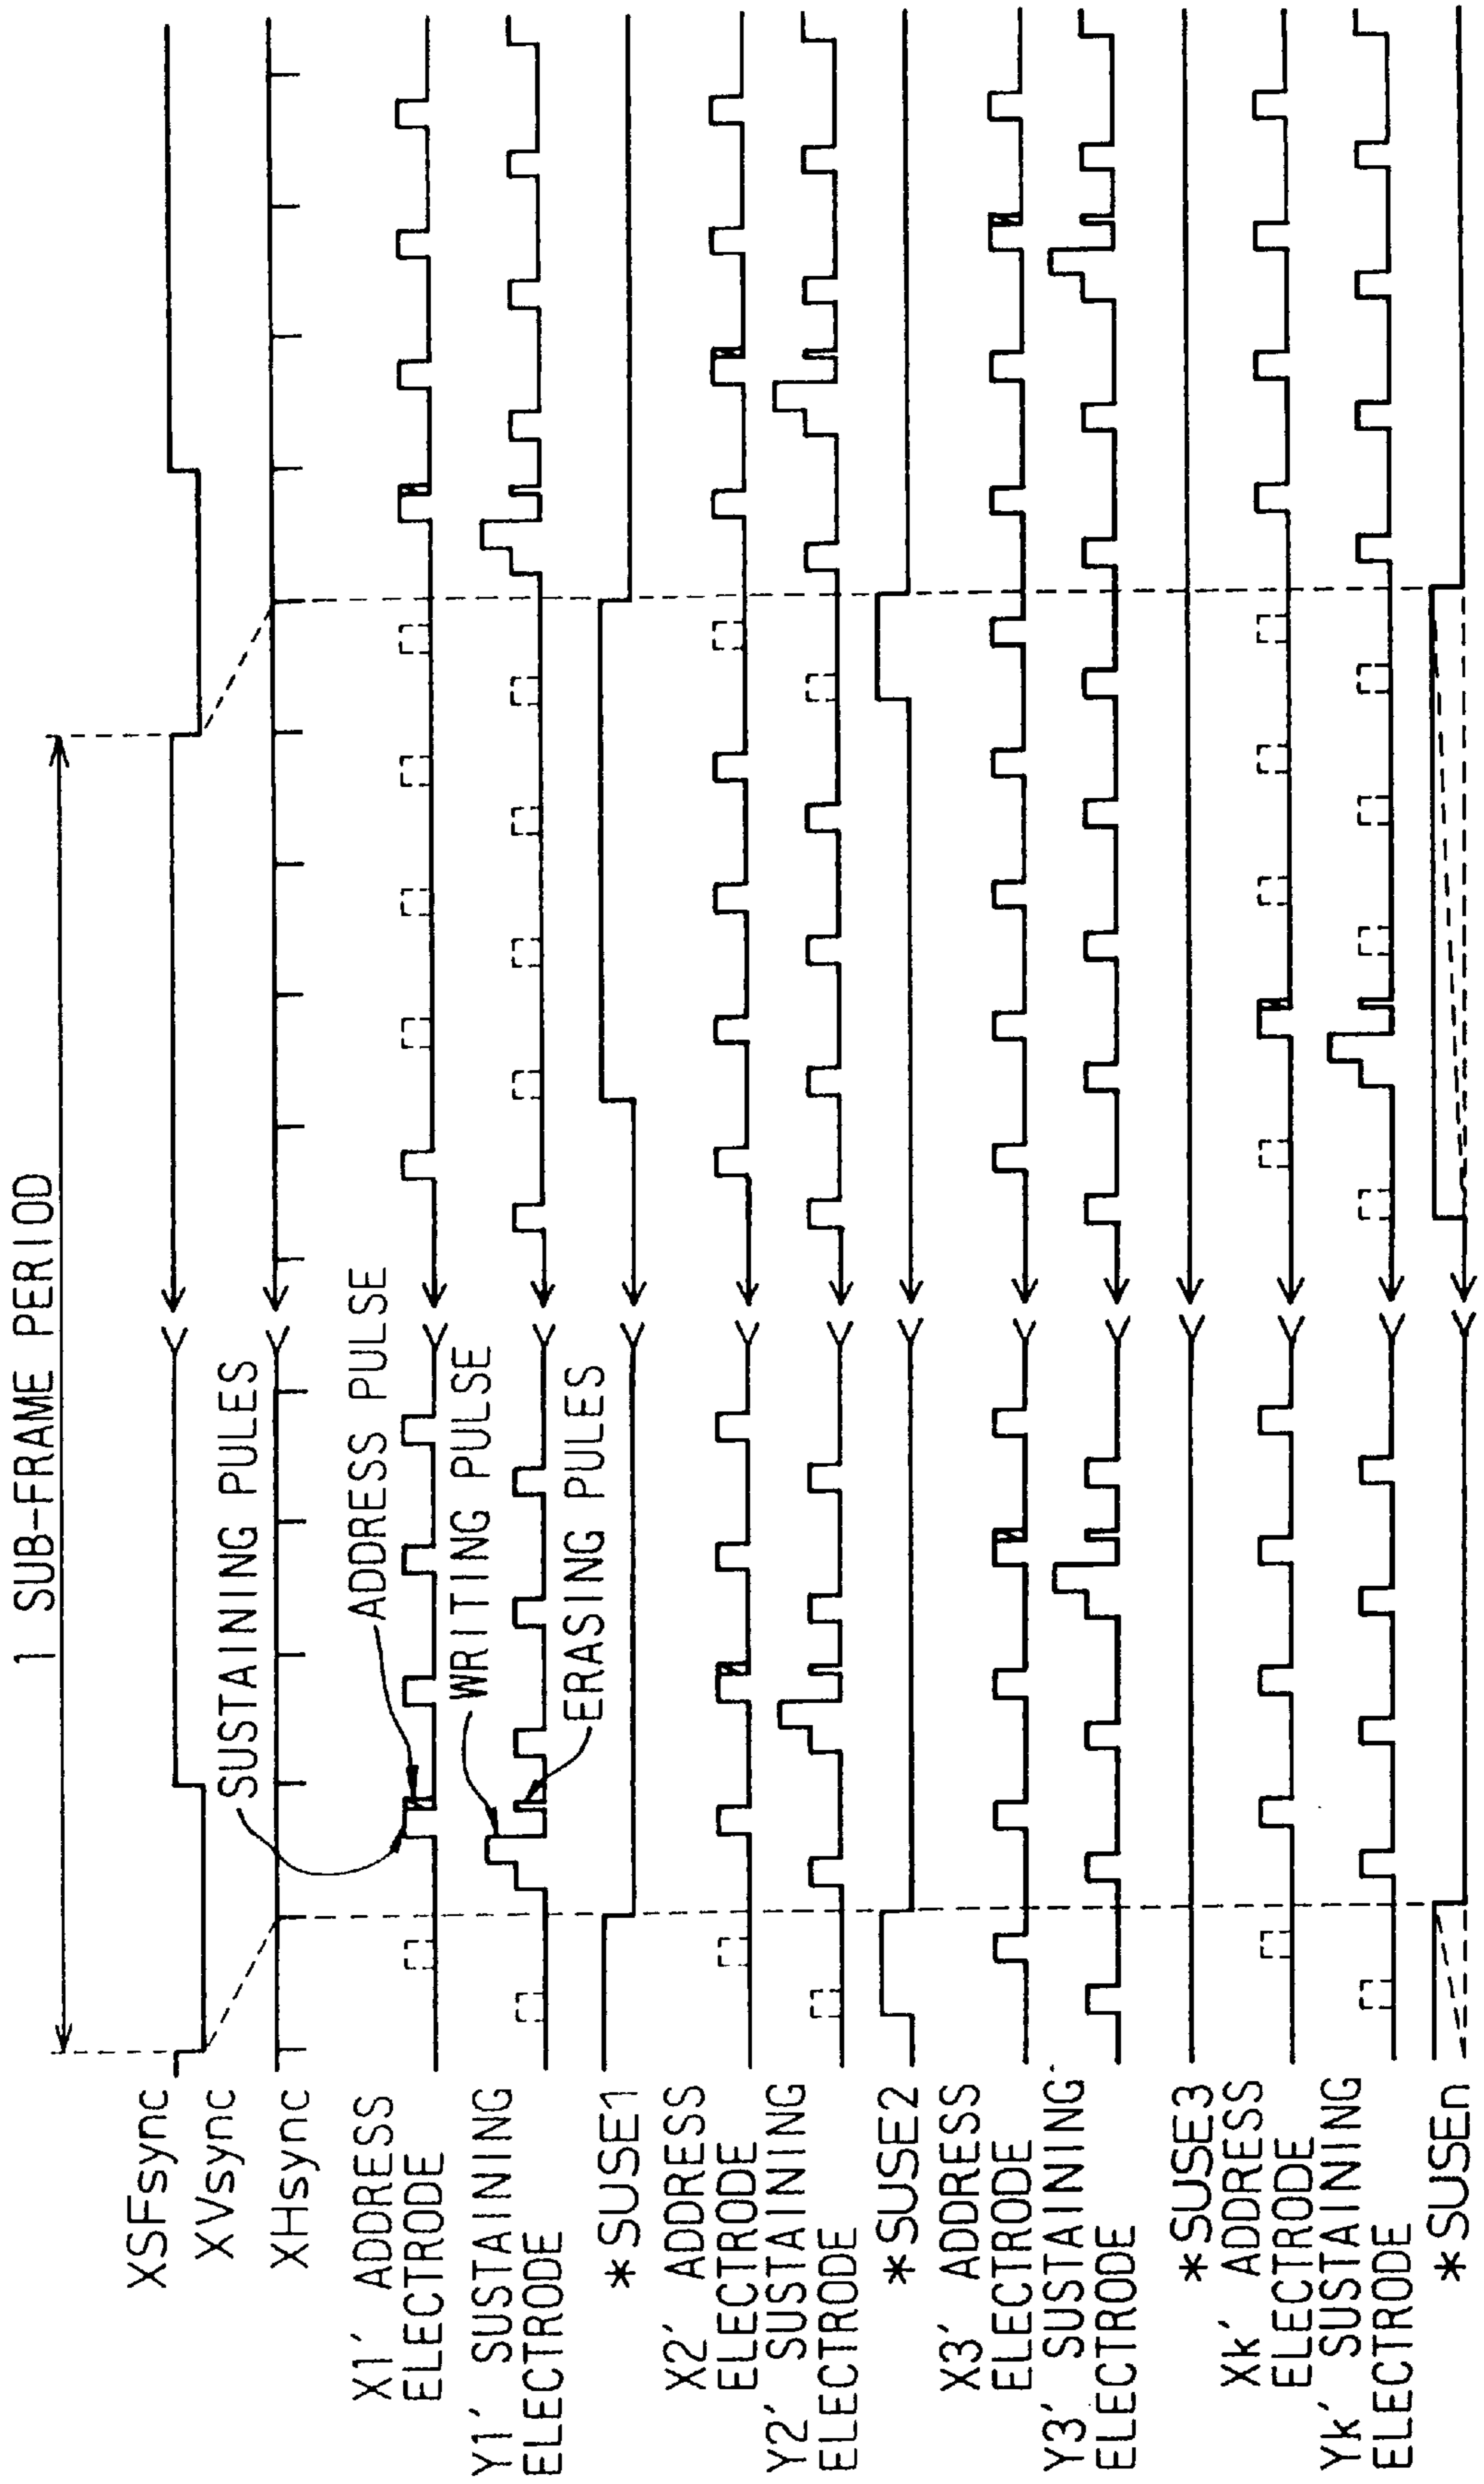 1 SUB-FRAME PERIOD
XSFsync
XVsync
SUSTAINING PULES
XHsync
ADDRESS PULSE
X1′ ADDRESS
ELECTRODE
WRITING PULSE
Y1′ SUSTAINING
ELECTRODE
ERASING PULES
*SUSE1
X2′ ADDRESS
ELECTRODE
Y2′ SUSTAINING
ELECTRODE
*SUSE2
X3′ ADDRESS
ELECTRODE
Y3′ SUSTAINING
ELECTRODE
*SUSE3
Xk′ ADDRESS
ELECTRODE
Yk′ SUSTAINING
ELECTRODE
*SUSEn